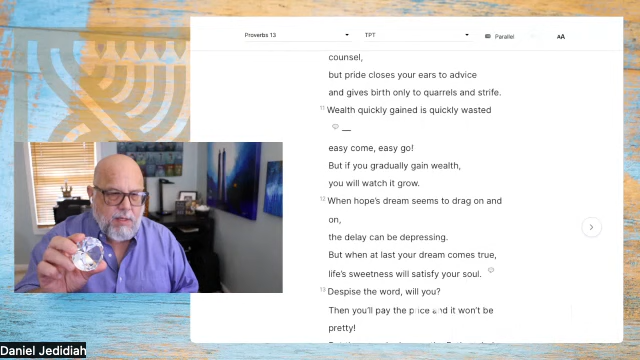 Proverbs 13
TPT
Parallel
AA
counsel,
but pride closes your ears to advice
and gives birth only to quarrels and strife.
11 Wealth quickly gained is quickly wasted
—
easy come, easy go!
But if you gradually gain wealth,
you will watch it grow.
12 When hope's dream seems to drag on and
on,
the delay can be depressing.
But when at last your dream comes true,
life's sweetness will satisfy your soul.
13 Despise the word, will you?
Then you'll pay the price and it won't be
pretty!
Daniel Jedidiah